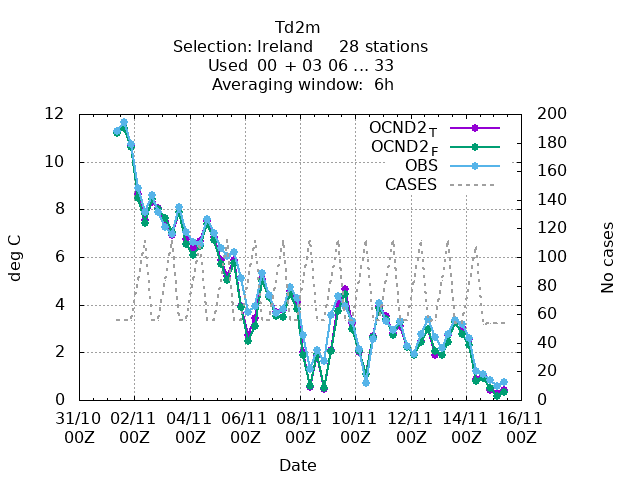 Td2m
Selection: Ireland 28 stations
Used 00 + 03 06 ... 33
Averaging window: 6h
12
10
8
6
4
2
0
deg C
200
180
160
140
120
100
80
60
40
20
0
No cases
OCND2_T
OCND2_F
OBS
CASES
31/10 02/11 04/11 06/11 08/11 10/11 12/11 14/11 16/11
00Z 00Z 00Z 00Z 00Z 00Z 00Z 00Z 00Z
Date